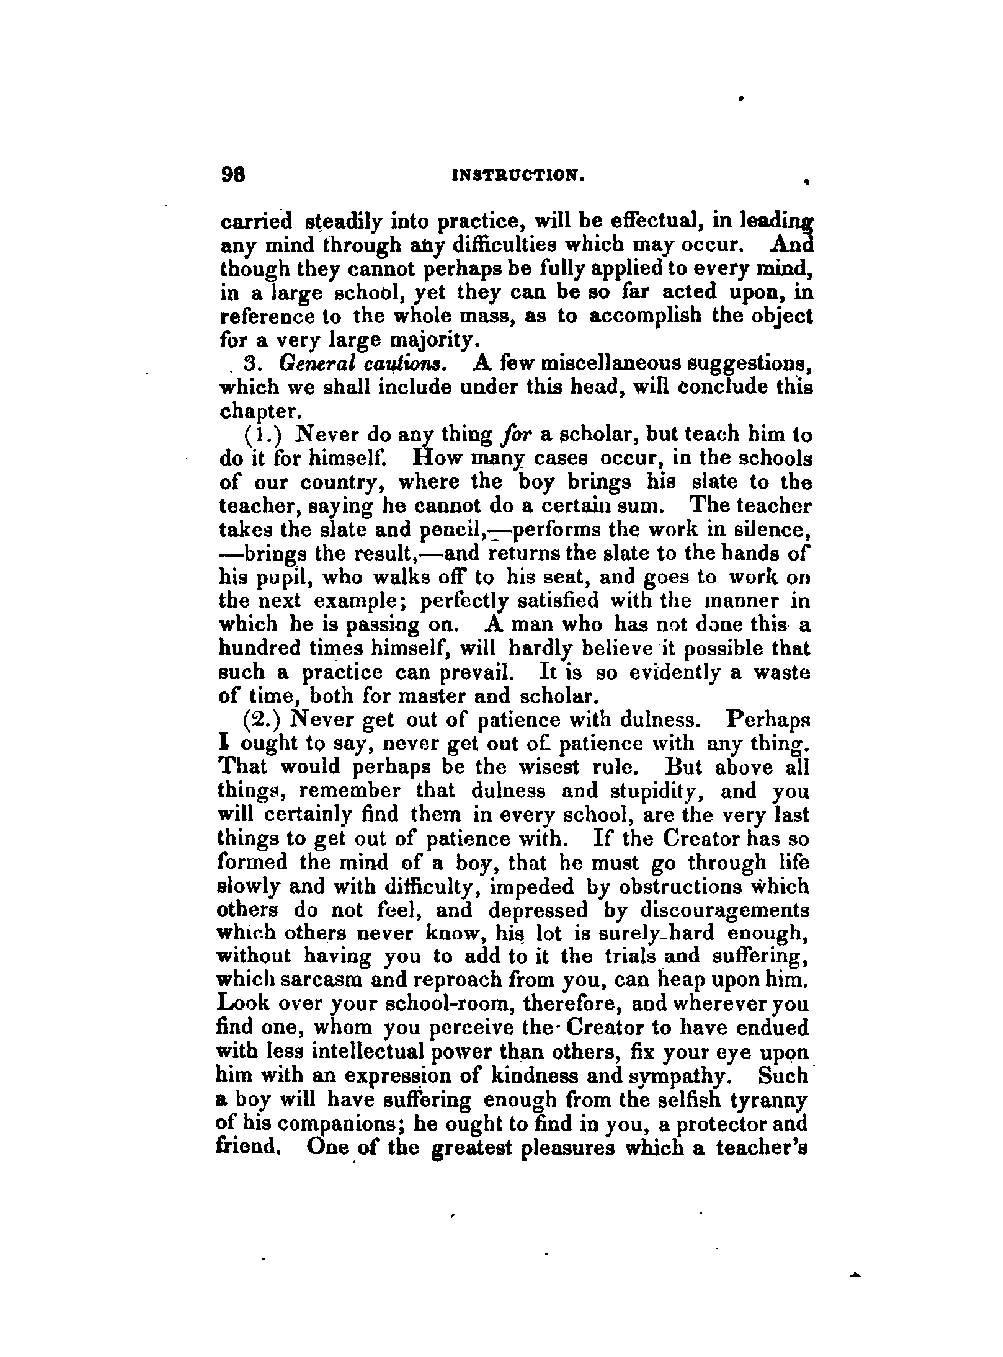 98 INSTRUCTION.
carried steadily into practice, will be effectual, in leading
any mind through any difficulties which may occur. And
though they cannot perhaps be fully applied to every mind,
in a large school, yet they can be so far acted upon, in
reference to the whole mass, as to accomplish the object
for a very large majority.
3. General cautions. A few miscellaneous suggestions,
which we shall include under this head, will conclude this
chapter.
(1.) Never do any thing for a scholar, but teach him to
do it for himself. How many cases occur, in the schools
of our country, where the boy brings his slate to the
teacher, saying he cannot do a certain sum. The teacher
takes the slate and pencil,—performs the work in silence,
—brings the result,—and returns the slate to the hands of
his pupil, who walks off to his seat, and goes to work on
the next example; perfectly satisfied with the manner in
which he is passing on. A man who has not done this a
hundred times himself, will hardly believe it possible that
such a practice can prevail. It is so evidently a waste
of time, both for master and scholar.
(2.) Never get out of patience with dulness. Perhaps
I ought to say, never get out of patience with any thing.
That would perhaps be the wisest rule. But above all
things, remember that dulness and stupidity, and you
will certainly find them in every school, are the very last
things to get out of patience with. If the Creator has so
formed the mind of a boy, that he must go through life
slowly and with difficulty, impeded by obstructions which
others do not feel, and depressed by discouragements
which others never know, his lot is surely hard enough,
without having you to add to it the trials and suffering,
which sarcasm and reproach from you, can heap upon him.
Look over your school-room, therefore, and wherever you
find one, whom you perceive the Creator to have endued
with less intellectual power than others, fix your eye upon
him with an expression of kindness and sympathy. Such
a boy will have suffering enough from the selfish tyranny
of his companions; he ought to find in you, a protector and
friend. One of the greatest pleasures which a teacher's